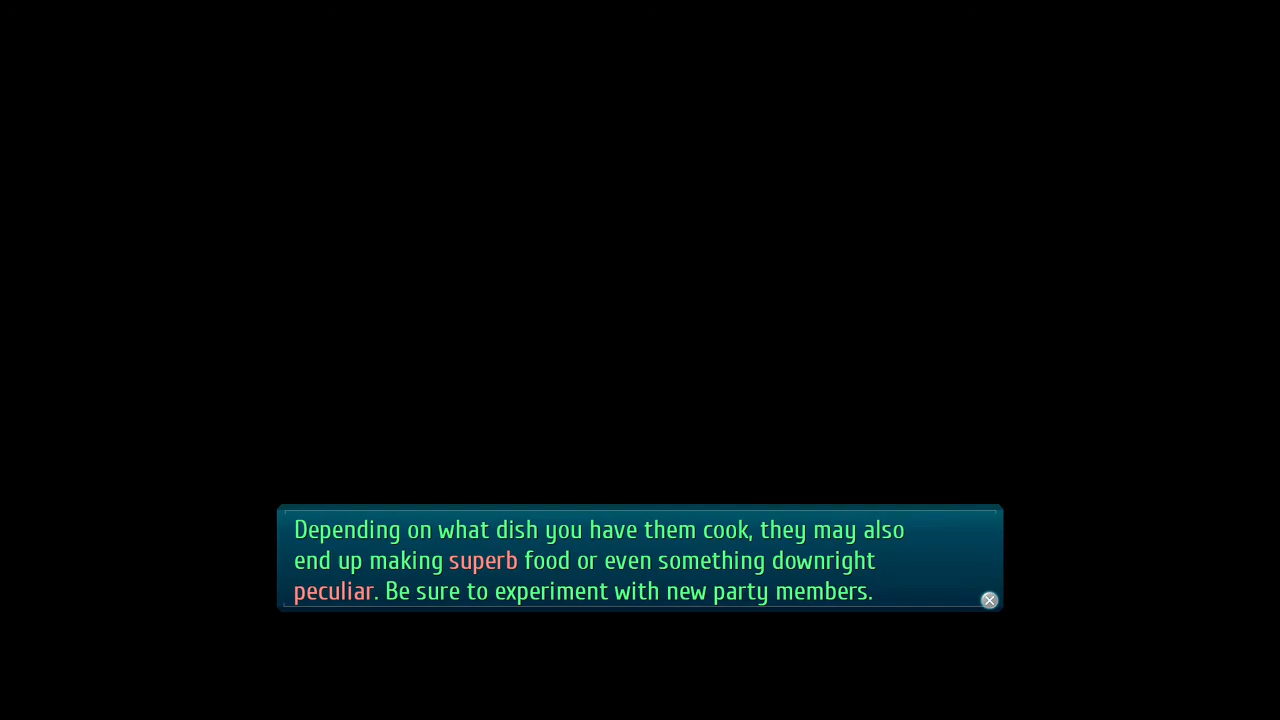 Depending on what dish you have them cook, they may also
end up making superb food or even something downright
peculiar. Be sure to experiment with new party members.